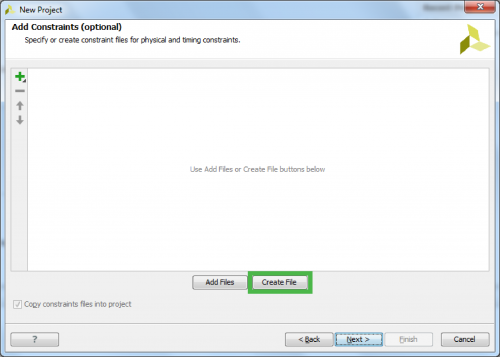 New Project
Add Constraints (optional)
Specify or create constraint files for physical and timing constraints.
Use Add Files or Create File buttons below
Add Files
Create File
Copy constraints files into project
?
< Back
Next >
Finish
Cancel